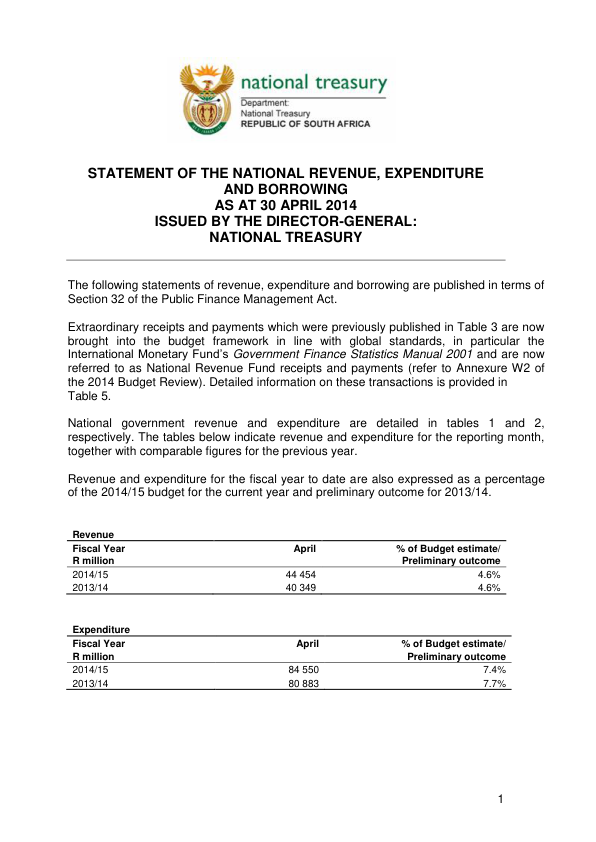 national treasury
Department:
National Treasury
REPUBLIC OF SOUTH AFRICA
STATEMENT OF THE NATIONAL REVENUE, EXPENDITURE
AND BORROWING
AS AT 30 APRIL 2014
ISSUED BY THE DIRECTOR-GENERAL:
NATIONAL TREASURY
The following statements of revenue, expenditure and borrowing are published in terms of
Section 32 of the Public Finance Management Act.
Extraordinary receipts and payments which were previously published in Table 3 are now
brought into the budget framework in line with global standards, in particular the
International Monetary Fund's Government Finance Statistics Manual 2001 and are now
referred to as National Revenue Fund receipts and payments (refer to Annexure W2 of
the 2014 Budget Review). Detailed information on these transactions is provided in
Table 5.
National government revenue and expenditure are detailed in tables 1 and 2,
respectively. The tables below indicate revenue and expenditure for the reporting month,
together with comparable figures for the previous year.
Revenue and expenditure for the fiscal year to date are also expressed as a percentage
of the 2014/15 budget for the current year and preliminary outcome for 2013/14.
Revenue
Fiscal Year April % of Budget estimate/
R million Preliminary outcome
2014/15 44 454 4.6%
2013/14 40 349 4.6%
Expenditure
Fiscal Year April % of Budget estimate/
R million Preliminary outcome
2014/15 84 550 7.4%
2013/14 80 883 7.7%
1